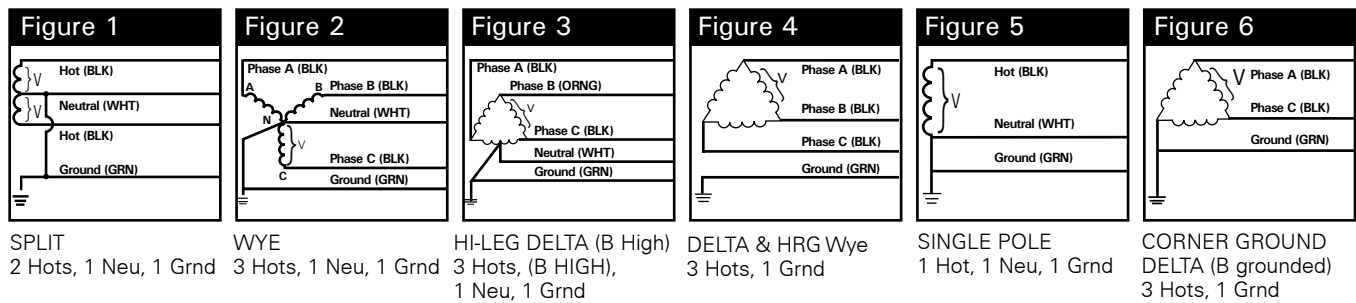 Figure 1
Hot (BLK)
V
Neutral (WHT)
V
Hot (BLK)
Ground (GRN)
SPLIT
2 Hots, 1 Neu, 1 Grnd
Figure 2
Phase A (BLK)
A
B Phase B (BLK)
Neutral (WHT)
N
V
Phase C (BLK)
C
Ground (GRN)
WYE
3 Hots, 1 Neu, 1 Grnd
Figure 3
Phase A (BLK)
Phase B (ORNG)
V
Phase C (BLK)
Neutral (WHT)
Ground (GRN)
HI-LEG DELTA (B High)
3 Hots, (B HIGH),
1 Neu, 1 Grnd
Figure 4
V
Phase A (BLK)
Phase B (BLK)
Phase C (BLK)
Ground (GRN)
DELTA & HRG Wye
3 Hots, 1 Grnd
Figure 5
Hot (BLK)
V
Neutral (WHT)
Ground (GRN)
SINGLE POLE
1 Hot, 1 Neu, 1 Grnd
Figure 6
V Phase A (BLK)
Phase C (BLK)
Ground (GRN)
CORNER GROUND
DELTA (B grounded)
3 Hots, 1 Grnd